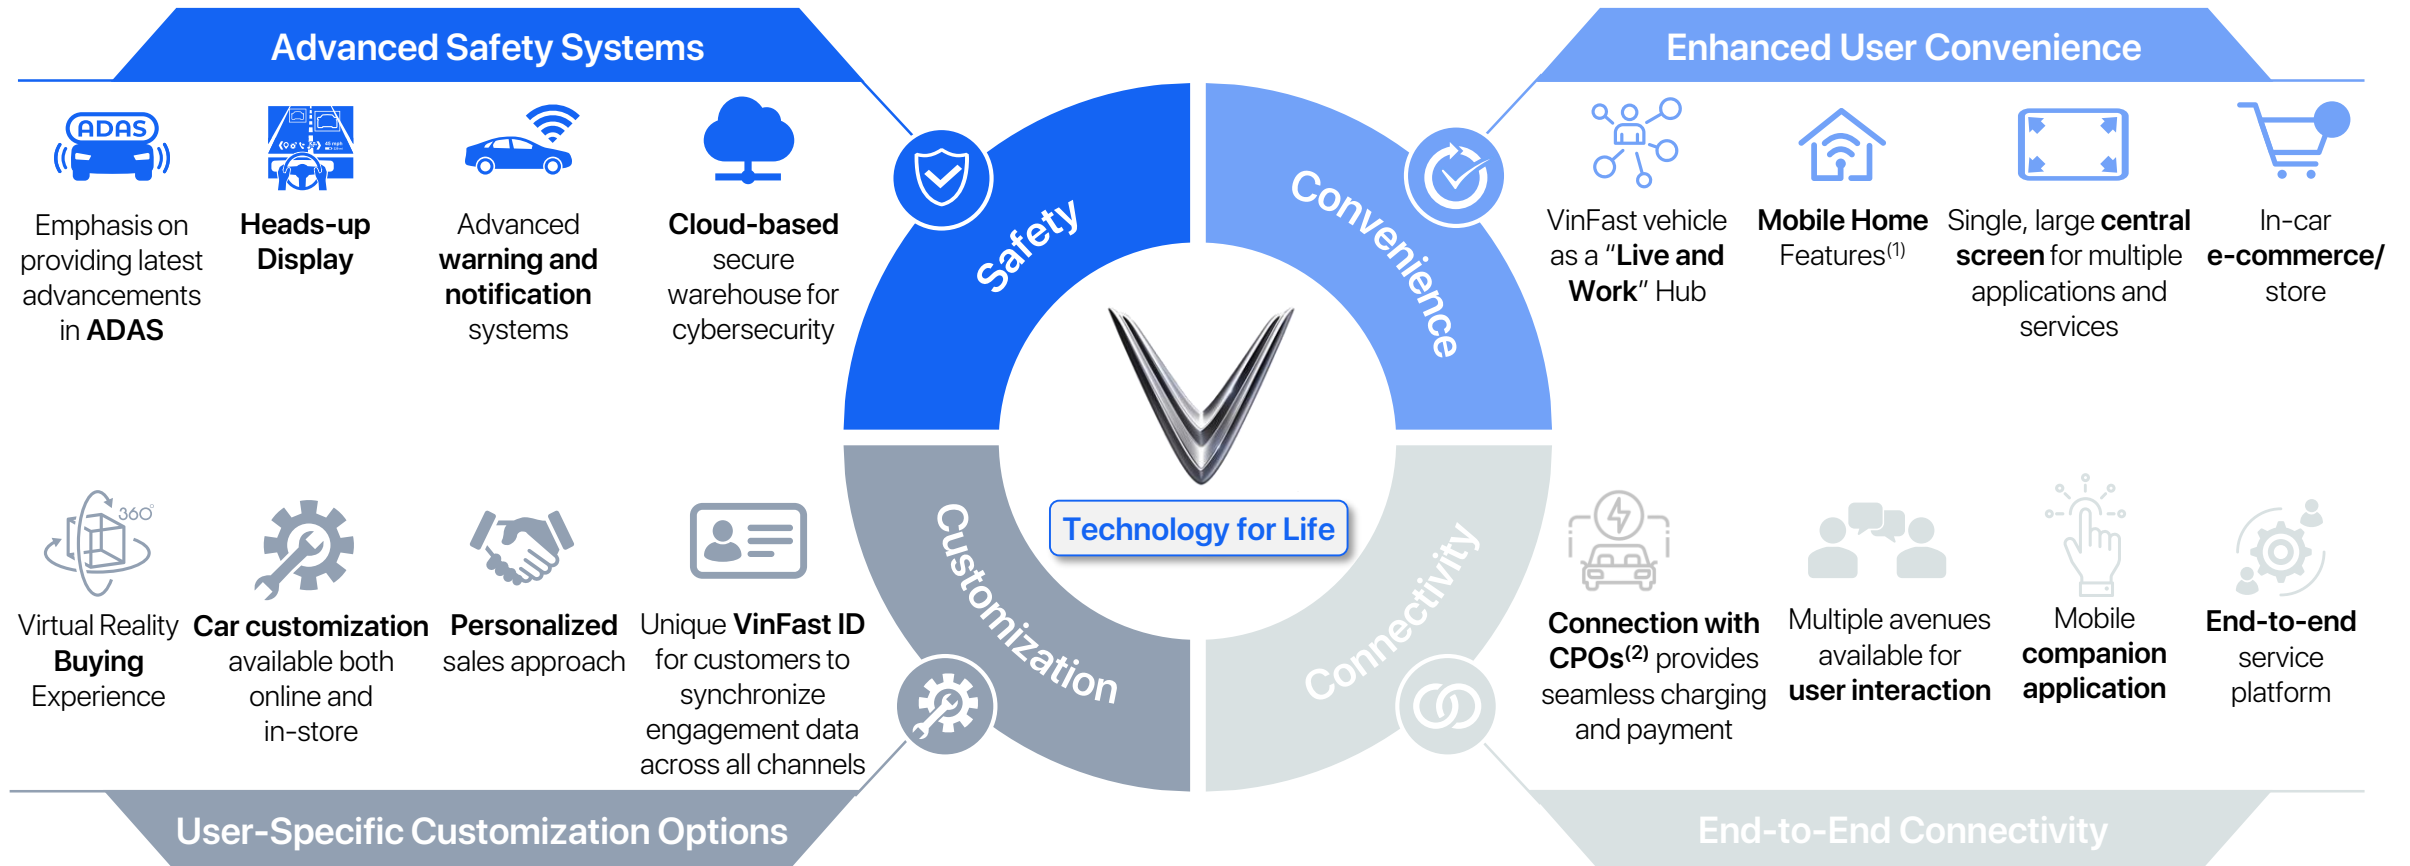 Advanced Safety Systems
ADAS
Emphasis on
providing latest
advancements
in ADAS
Heads-up
Display
Advanced
warning and
notification
systems
Cloud-based
secure
warehouse for
cybersecurity
Safety
Enhanced User Convenience
Convenience
VinFast vehicle
as a “Live and
Work” Hub
Mobile Home
Features(1)
Single, large central
screen for multiple
applications and
services
In-car
e-commerce/
store
Technology for Life
360°
Virtual Reality
Buying
Experience
Car customization
available both
online and
in-store
Personalized
sales approach
Unique VinFast ID
for customers to
synchronize
engagement data
across all channels
Customization
User-Specific Customization Options
Connectivity
Connection with
CPOs(2) provides
seamless charging
and payment
Multiple avenues
available for
user interaction
Mobile
companion
application
End-to-end
service
platform
End-to-End Connectivity